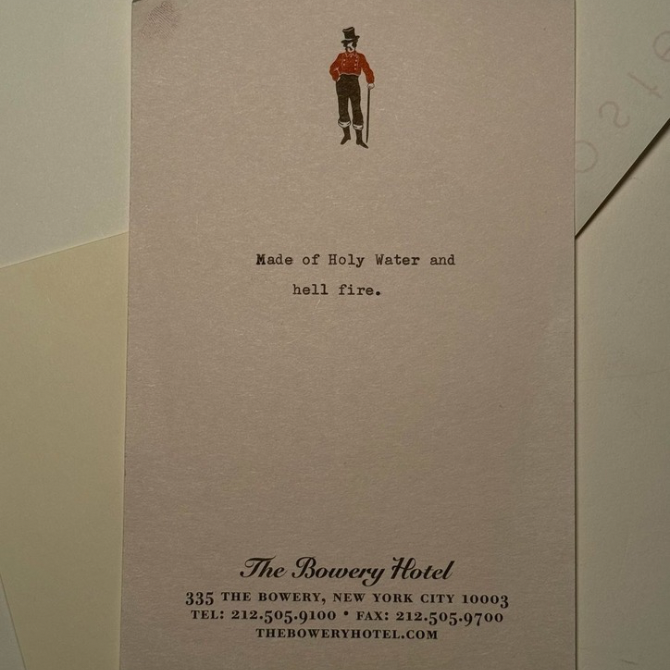 Made of Holy Water and
hell fire.
The Bowery Hotel
335 THE BOWERY, NEW YORK CITY 10003
TEL: 212.505.9100 * FAX: 212.505.9700
THEBOWERYHOTEL.COM